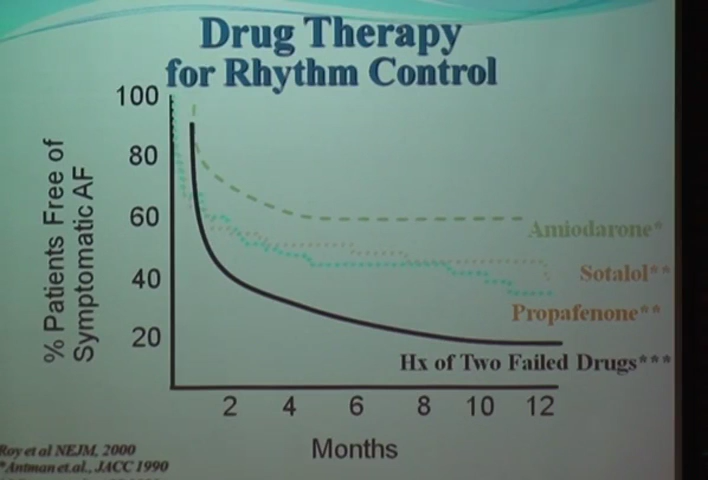 Drug Therapy
for Rhythm Control
% Patients Free of
Symptomatic AF
100
80
60
40
20
Amiodarone*
Sotalol**
Propafenone**
Hx of Two Failed Drugs***
2 4 6 8 10 12
Months
Roy et al NEJM, 2000
*Antman et.al., JACC 1990